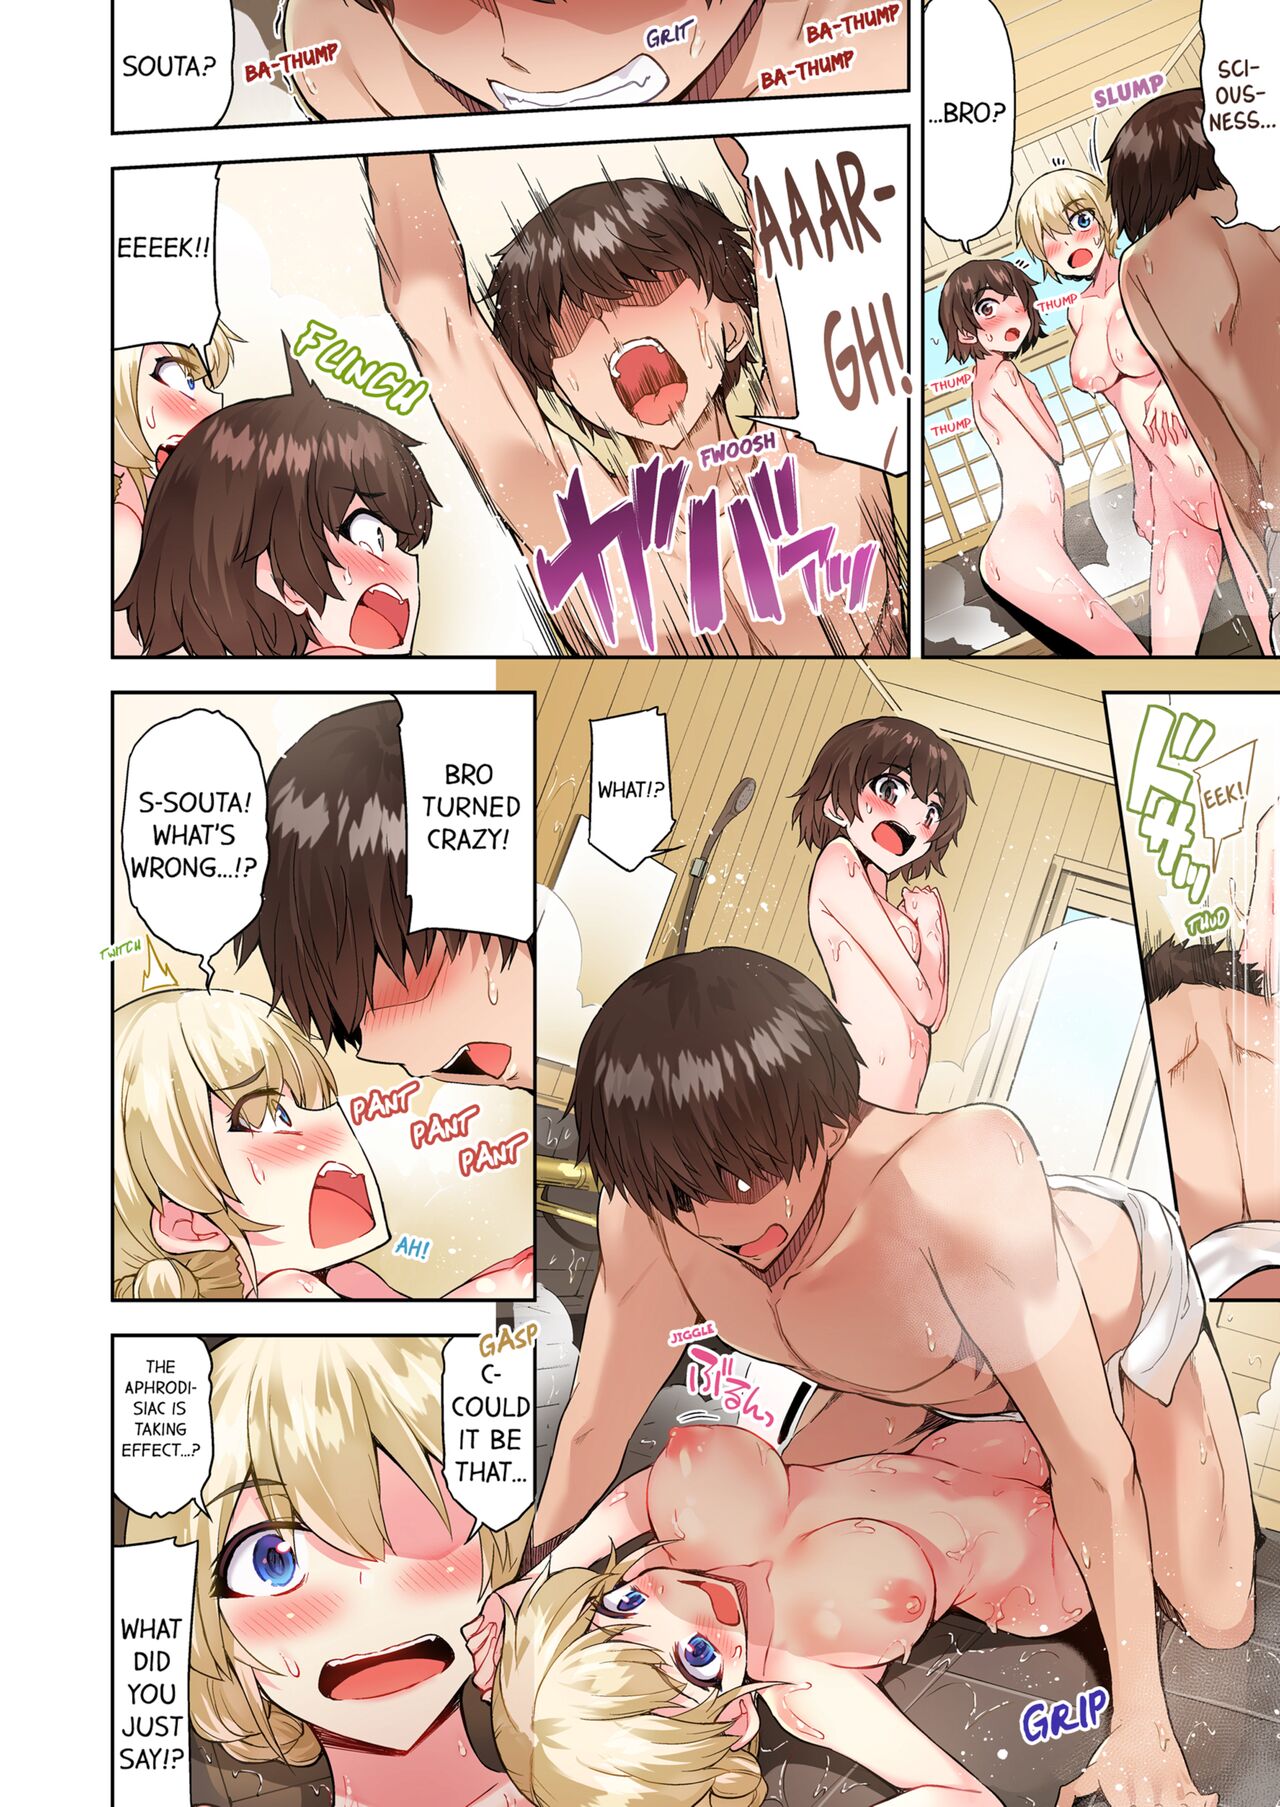 SCI-
OUS-
NESS...
SLUMP
...BRO?
THUMP
THUMP
THUMP
SOUTA?
BA-THUMP
GRIT
BA-THUMP
BA-THUMP
AAAR-
GH!
EEEEK!!
FLINCH
FWOOSH
ガバァッ
EEK!
ドサッ
THUD
WHAT!?
JIGGLE
ぶるんっ
GRIP
BRO
TURNED
CRAZY!
S-SOUTA!
WHAT'S
WRONG...!?
TWITCH
PANT
PANT
PANT
AH!
GASP
C-
COULD
IT BE
THAT...
THE
APHRODI-
SIAC IS
TAKING
EFFECT...?
WHAT
DID
YOU
JUST
SAY!?